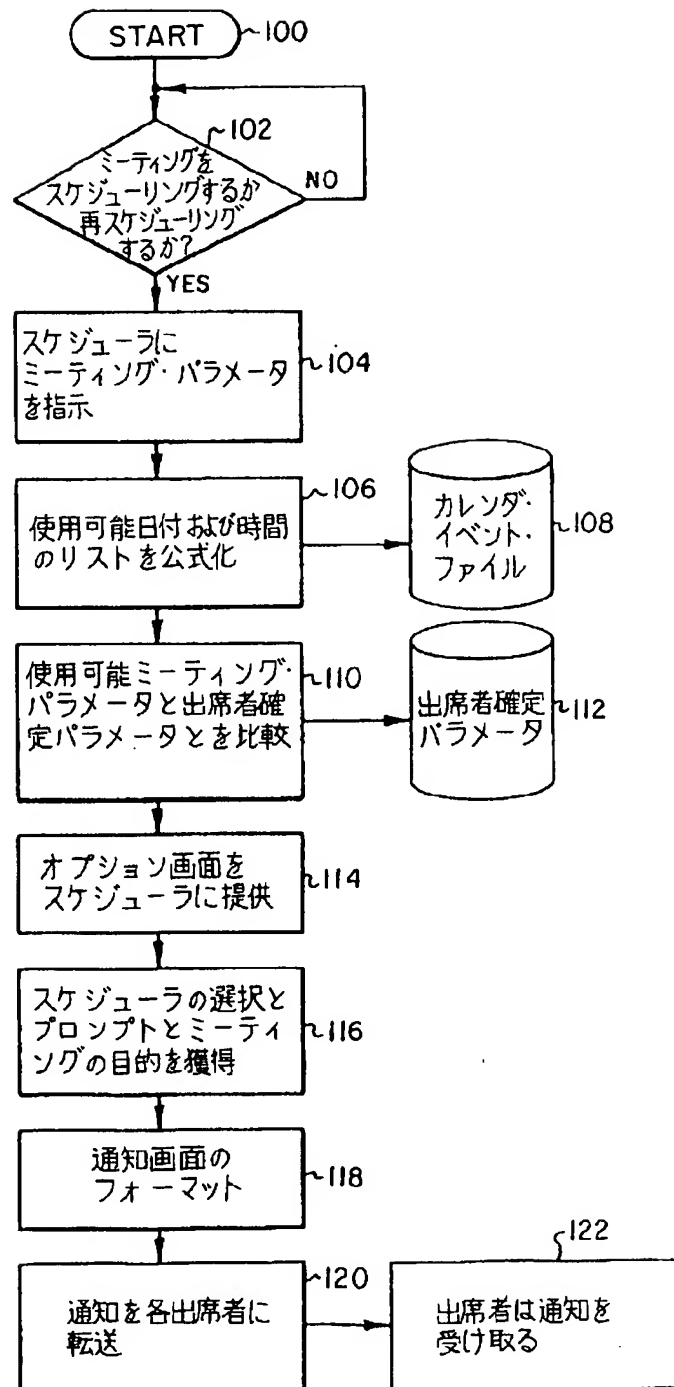 START
100
102
ミーティングを
スケジューリングするか
再スケジューリング
するか?
NO
YES
スケジューラに
ミーティング・パラメータ
を指示
104
106
使用可能日付および時間
のリストを公式化
カレンダ・
イベント・
ファイル
108
使用可能ミーティング・
パラメータと出席者確
定パラメータとを比較
110
出席者確定
パラメータ
112
オプション画面を
スケジューラに提供
114
スケジューラの選択と
プロンプトとミーティ
ングの目的を獲得
116
通知画面の
フォーマット
118
通知を各出席者に
転送
120
122
出席者は通知を
受け取る